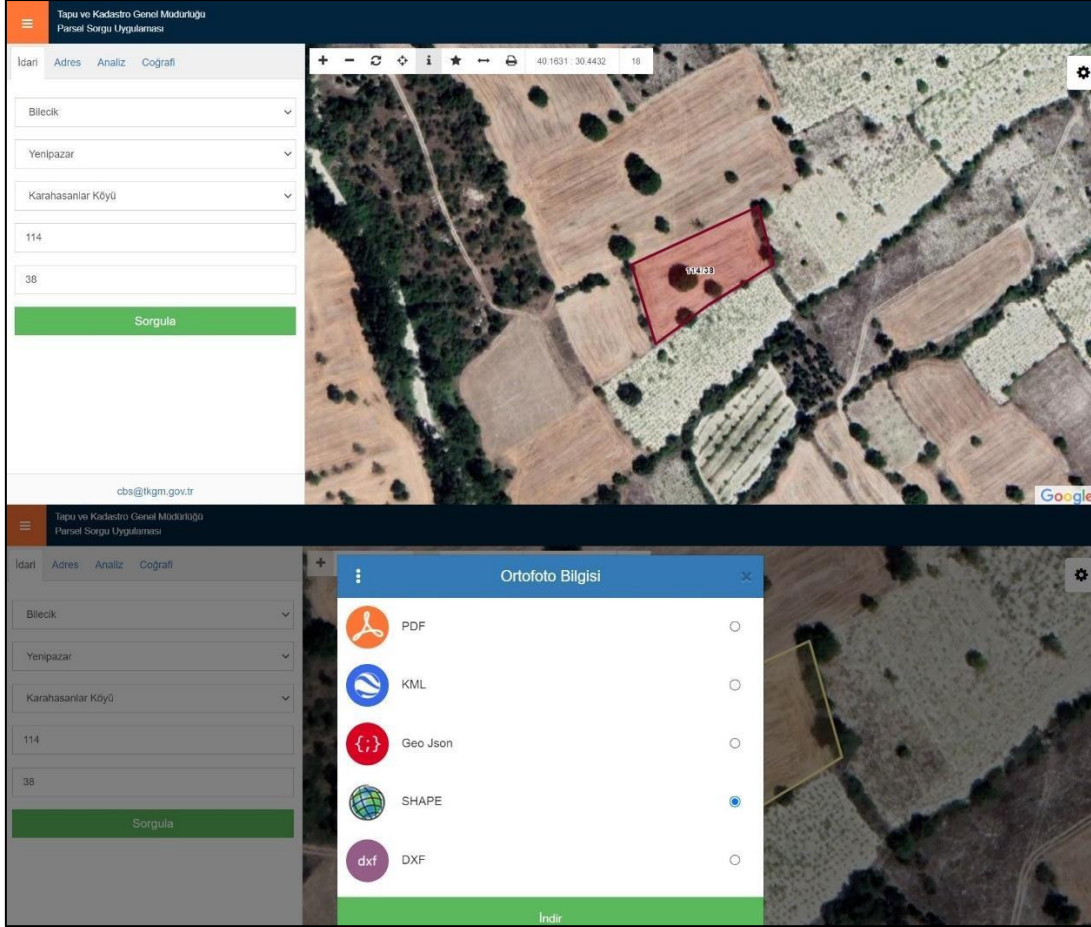 Tapu ve Kadastro Genel Müdürlüğü
Parsel Sorgu Uygulaması
İdari Adres Analiz Coğrafi
40.1631 : 30.4432 18
Bilecik
Yenipazar
Karahasanlar Köyü
114
38
Sorgula
114/38
cbs@tkgm.gov.tr
Google
Tapu ve Kadastro Genel Müdürlüğü
Parsel Sorgu Uygulaması
İdari Adres Analiz Coğrafi
Bilecik
Yenipazar
Karahasanlar Köyü
114
38
Sorgula
Ortofoto Bilgisi
PDF
KML
{;} Geo Json
SHAPE
dxf DXF
İndir